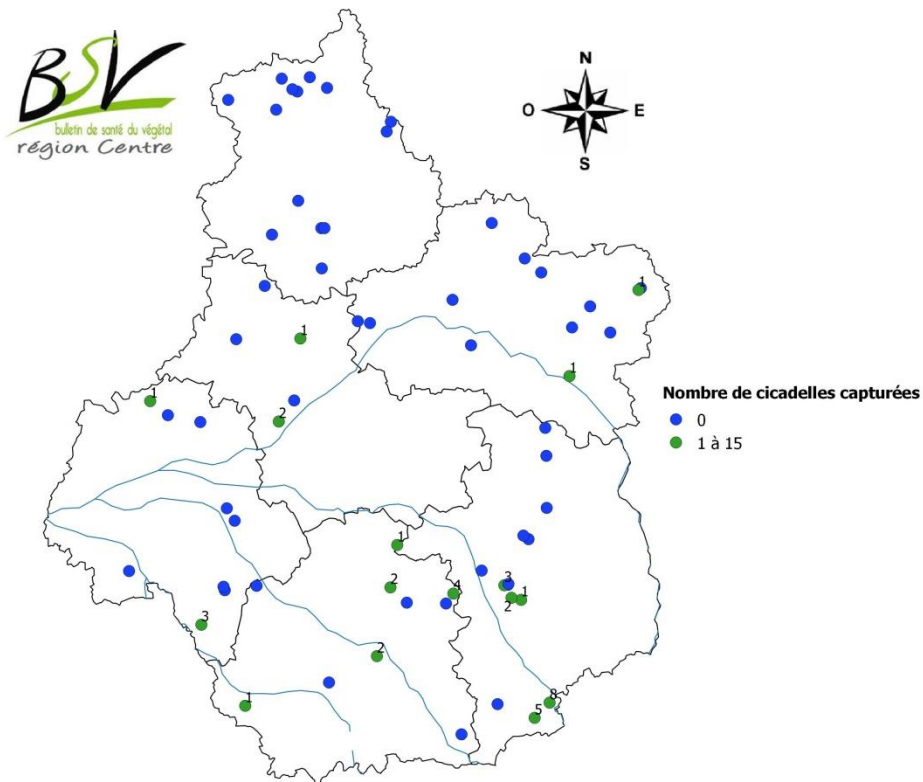 BSV
bulletin de santé du végétal
région Centre
N
O E
S
1
1
1
1
2
Nombre de cicadelles capturées
0
1 à 15
1
2
4
3
2
1
3
2
1
8
5